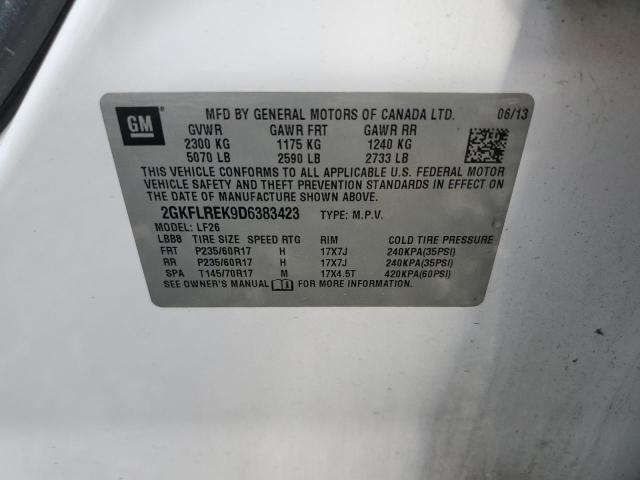 GM MFD BY GENERAL MOTORS OF CANADA LTD. 06/13
GVWR GAWR FRT GAWR RR
2300 KG 1175 KG 1240 KG
5070 LB 2590 LB 2733 LB
THIS VEHICLE CONFORMS TO ALL APPLICABLE U.S. FEDERAL MOTOR
VEHICLE SAFETY AND THEFT PREVENTION STANDARDS IN EFFECT ON
THE DATE OF MANUFACTURE SHOWN ABOVE.
2GKFLREK9D6383423 TYPE: M.P.V.
MODEL: LF26
LBB8 TIRE SIZE SPEED RTG RIM COLD TIRE PRESSURE
FRT P235/60R17 H 17X7J 240KPA(35PSI)
RR P235/60R17 H 17X7J 240KPA(35PSI)
SPA T145/70R17 M 17X4.5T 420KPA(60PSI)
SEE OWNER'S MANUAL FOR MORE INFORMATION.